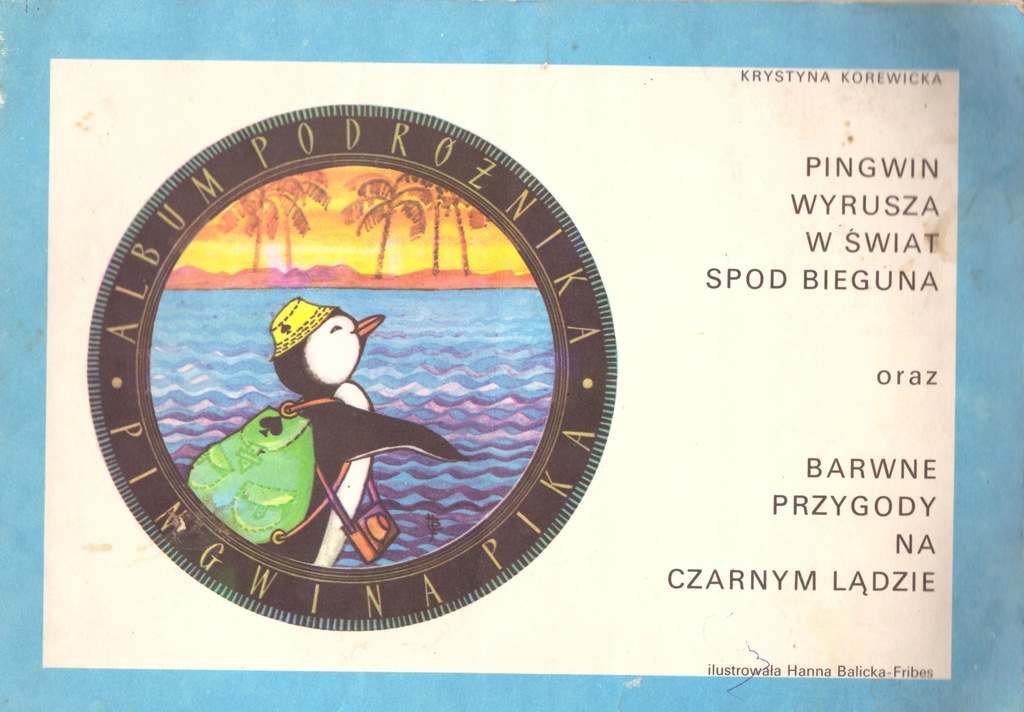 KRYSTYNA KOREWICKA
ALBUM PODRÓŻNIKA
PINGWINA PIKA
PINGWIN
WYRUSZA
W ŚWIAT
SPOD BIEGUNA
oraz
BARWNE
PRZYGODY
NA
CZARNYM LĄDZIE
HB
ilustrowała Hanna Balicka-Fribes